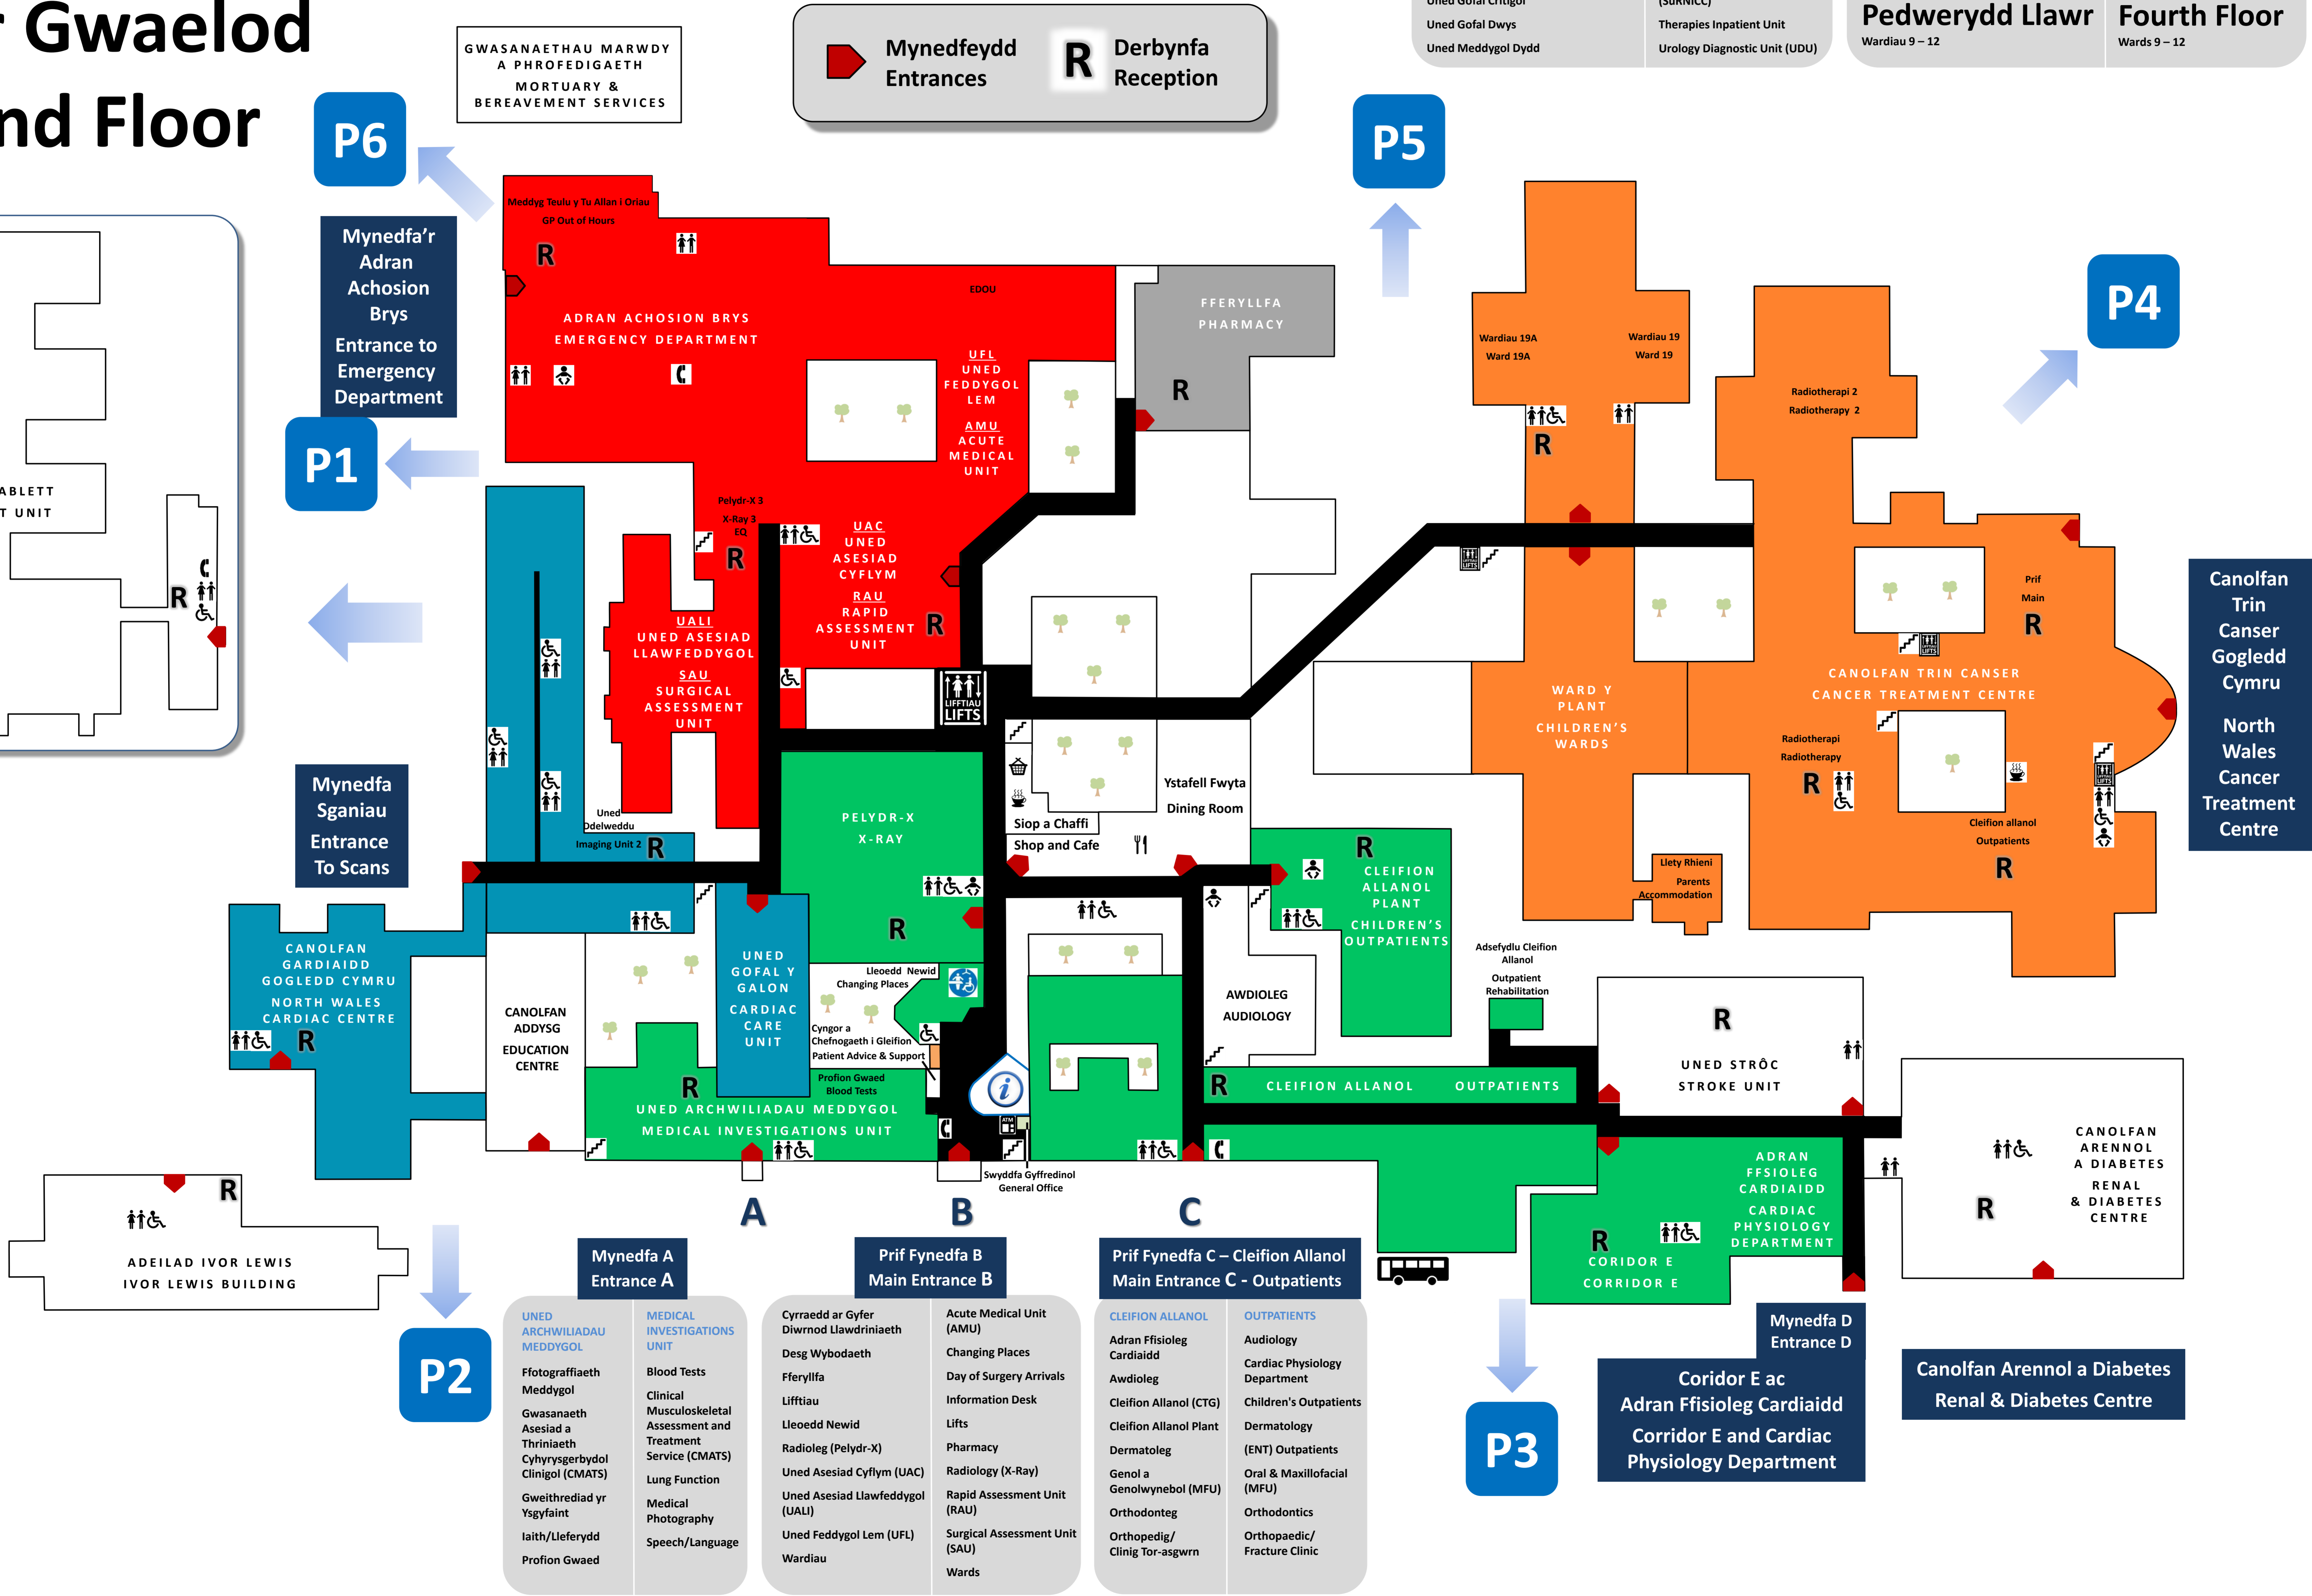 r Gwaelod
nd Floor
GWASANAETHAU MARWDY
A PHROFEDIGAETH
MORTUARY &
BEREAVEMENT SERVICES
Mynedfeydd
Entrances
R
Derbynfa
Reception
Uned Gofal Critigol
Uned Gofal Dwys
Uned Meddygol Dydd
(SuRNICC)
Therapies Inpatient Unit
Urology Diagnostic Unit (UDU)
Pedwerydd Llawr
Wardiau 9 – 12
Fourth Floor
Wards 9 – 12
P6
P5
P4
P1
Mynedfa'r
Adran
Achosion
Brys
Entrance to
Emergency
Department
Meddyg Teulu y Tu Allan i Oriau
GP Out of Hours
R
ADRAN ACHOSION BRYS
EMERGENCY DEPARTMENT
EDOU
UFL
UNED
FEDDYGOL
LEM
AMU
ACUTE
MEDICAL
UNIT
FFERYLLFA
PHARMACY
R
Wardiau 19A
Ward 19A
Wardiau 19
Ward 19
R
Radiotherapi 2
Radiotherapy 2
ABLETT
T UNIT
R
Pelydr-X 3
X-Ray 3
EQ
R
UAC
UNED
ASESIAD
CYFLYM
RAU
RAPID
ASSESSMENT
UNIT
R
UALI
UNED ASESIAD
LLAWFEDDYGOL
SAU
SURGICAL
ASSESSMENT
UNIT
LIFFTIAU
LIFTS
LIFFTIAU
LIFTS
Prif
Main
R
LIFFTIAU
LIFTS
CANOLFAN TRIN CANSER
CANCER TREATMENT CENTRE
WARD Y
PLANT
CHILDREN'S
WARDS
Radiotherapi
Radiotherapy
R
LIFFTIAU
LIFTS
Cleifion allanol
Outpatients
R
Llety Rhieni
Parents
Accommodation
Canolfan
Trin
Canser
Gogledd
Cymru
North
Wales
Cancer
Treatment
Centre
Mynedfa
Sganiau
Entrance
To Scans
Uned
Ddelweddu
Imaging Unit 2
R
PELYDR-X
X-RAY
R
Siop a Chaffi
Shop and Cafe
Ystafell Fwyta
Dining Room
R
CLEIFION
ALLANOL
PLANT
CHILDREN'S
OUTPATIENTS
CANOLFAN
GARDIAIDD
GOGLEDD CYMRU
NORTH WALES
CARDIAC CENTRE
R
CANOLFAN
ADDYSG
EDUCATION
CENTRE
UNED
GOFAL Y
GALON
CARDIAC
CARE
UNIT
Lleoedd Newid
Changing Places
Cyngor a
Chefnogaeth i Gleifion
Patient Advice & Support
Profion Gwaed
Blood Tests
R
UNED ARCHWILIADAU MEDDYGOL
MEDICAL INVESTIGATIONS UNIT
i
ATM
Swyddfa Gyffredinol
General Office
AWDIOLEG
AUDIOLOGY
R
CLEIFION ALLANOL
OUTPATIENTS
Adsefydlu Cleifion
Allanol
Outpatient
Rehabilitation
R
UNED STRÔC
STROKE UNIT
CANOLFAN
ARENNOL
A DIABETES
RENAL
& DIABETES
CENTRE
R
ADRAN
FFSIOLEG
CARDIAIDD
CARDIAC
PHYSIOLOGY
DEPARTMENT
R
CORIDOR E
CORRIDOR E
R
ADEILAD IVOR LEWIS
IVOR LEWIS BUILDING
A
B
C
P2
P3
Mynedfa A
Entrance A
UNED
ARCHWILIADAU
MEDDYGOL
Ffotograffiaeth
Meddygol
Gwasanaeth
Asesiad a
Thriniaeth
Cyhyrysgerbydol
Clinigol (CMATS)
Gweithrediad yr
Ysgyfaint
Iaith/Lleferydd
Profion Gwaed
MEDICAL
INVESTIGATIONS
UNIT
Blood Tests
Clinical
Musculoskeletal
Assessment and
Treatment
Service (CMATS)
Lung Function
Medical
Photography
Speech/Language
Prif Fynedfa B
Main Entrance B
Cyrraedd ar Gyfer
Diwrnod Llawdriniaeth
Desg Wybodaeth
Fferyllfa
Lifftiau
Lleoedd Newid
Radioleg (Pelydr-X)
Uned Asesiad Cyflym (UAC)
Uned Asesiad Llawfeddygol
(UALI)
Uned Feddygol Lem (UFL)
Wardiau
Acute Medical Unit
(AMU)
Changing Places
Day of Surgery Arrivals
Information Desk
Lifts
Pharmacy
Radiology (X-Ray)
Rapid Assessment Unit
(RAU)
Surgical Assessment Unit
(SAU)
Wards
Prif Fynedfa C – Cleifion Allanol
Main Entrance C - Outpatients
CLEIFION ALLANOL
Adran Ffisioleg
Cardiaidd
Awdioleg
Cleifion Allanol (CTG)
Cleifion Allanol Plant
Dermatoleg
Genol a
Genolwynebol (MFU)
Orthodonteg
Orthopedig/
Clinig Tor-asgwrn
OUTPATIENTS
Audiology
Cardiac Physiology
Department
Children's Outpatients
Dermatology
(ENT) Outpatients
Oral & Maxillofacial
(MFU)
Orthodontics
Orthopaedic/
Fracture Clinic
Mynedfa D
Entrance D
Coridor E ac
Adran Ffisioleg Cardiaidd
Corridor E and Cardiac
Physiology Department
Canolfan Arennol a Diabetes
Renal & Diabetes Centre